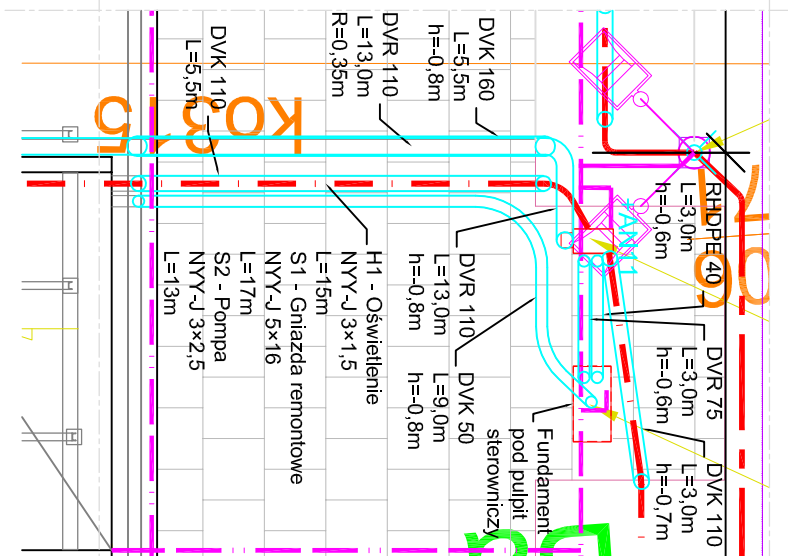 DVK 110
L=5,5m
DVR 110
L=13,0m
R=0,35m
DVK 160
L=5,5m
h=-0,8m
RHDPE 40
L=3,0m
h=-0,6m
H1 - Oświetlenie
NYY-J 3×1,5
L=15m
S1 - Gniazda remontowe
NYY-J 5×16
L=17m
S2 - Pompa
NYY-J 3×2,5
L=13m
DVR 110
L=13,0m
h=-0,8m
DVK 50
L=9,0m
h=-0,8m
DVR 75
L=3,0m
h=-0,6m
DVK 110
L=3,0m
h=-0,7m
Fundament
pod pulpit
sterowniczy